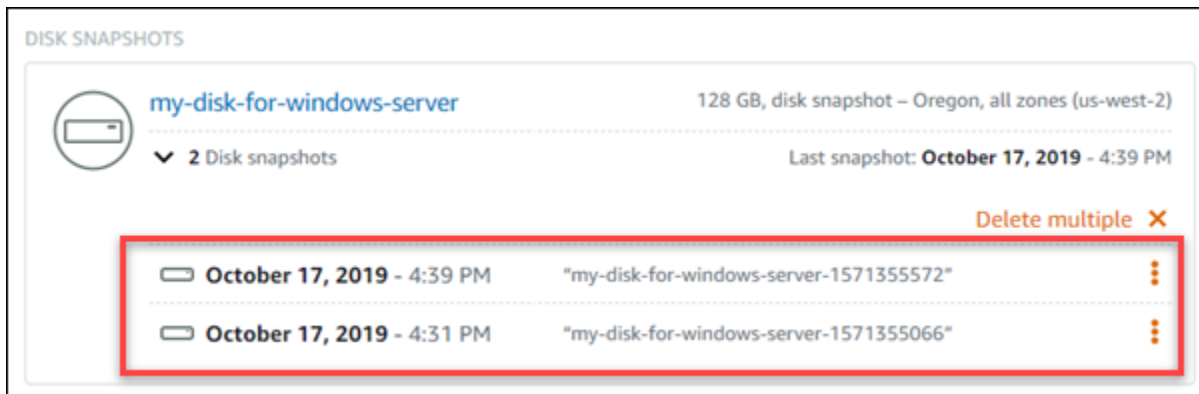 DISK SNAPSHOTS
my-disk-for-windows-server 128 GB, disk snapshot – Oregon, all zones (us-west-2)
2 Disk snapshots Last snapshot: October 17, 2019 - 4:39 PM
Delete multiple
October 17, 2019 - 4:39 PM "my-disk-for-windows-server-1571355572"
October 17, 2019 - 4:31 PM "my-disk-for-windows-server-1571355066"